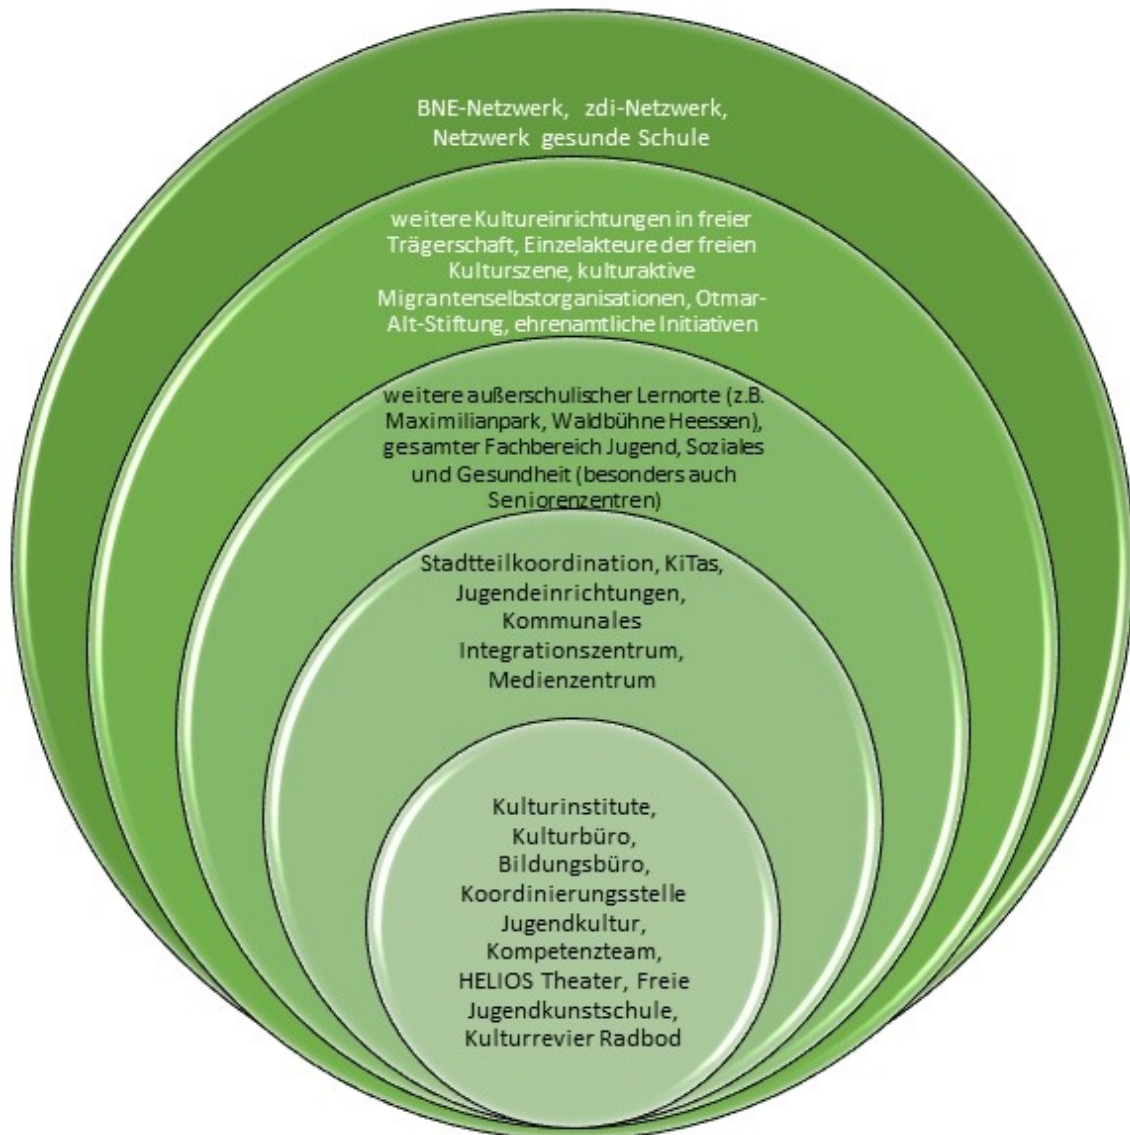 BNE-Netzwerk, zdi-Netzwerk,
Netzwerk gesunde Schule
weitere Kultureinrichtungen in freier
Trägerschaft, Einzelakteure der freien
Kulturszene, kulturaktive
Migrantenselbstorganisationen, Otmar-
Alt-Stiftung, ehrenamtliche Initiativen
weitere außerschulischer Lernorte (z.B.
Maximilianpark, Waldbühne Heessen),
gesamter Fachbereich Jugend, Soziales
und Gesundheit (besonders auch
Seniorenzentren)
Stadtteilkoordination, KiTas,
Jugendeinrichtungen,
Kommunales
Integrationszentrum,
Medienzentrum
Kulturinstitute,
Kulturbüro,
Bildungsbüro,
Koordinierungsstelle
Jugendkultur,
Kompetenzteam,
HELIOS Theater, Freie
Jugendkunstschule,
Kulturrevier Radbod